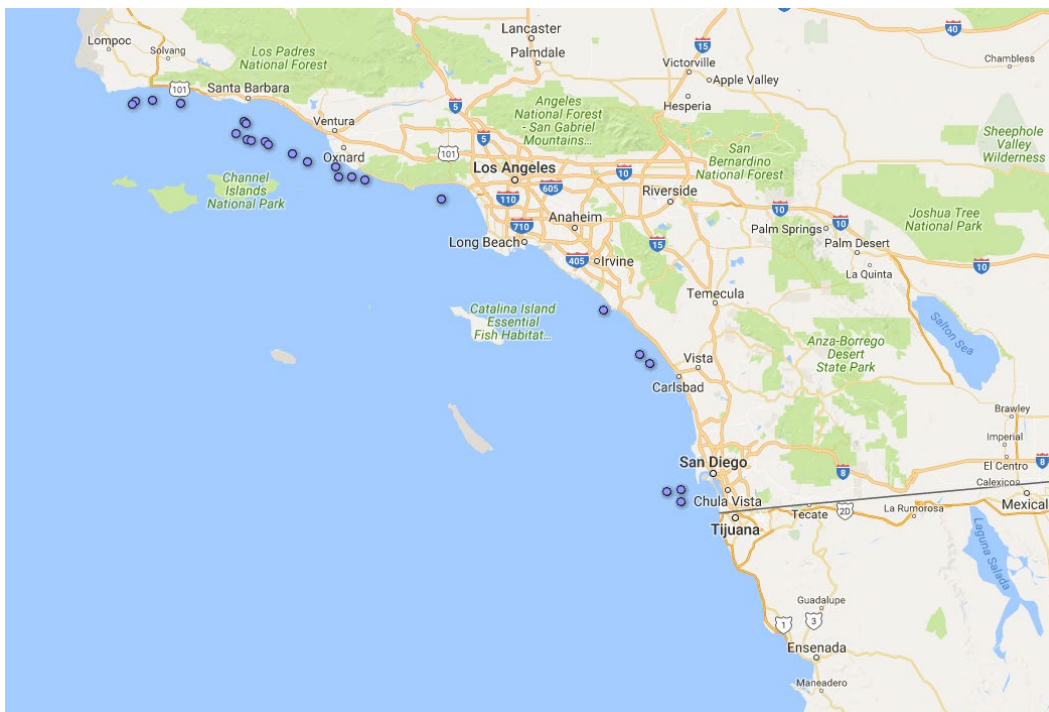 Lompoc
Solvang
101
Los Padres
National Forest
Santa Barbara
Ventura
Oxnard
Channel
Islands
National Park
Lancaster
Palmdale
5
Angeles
National Forest
- San Gabriel
Mountains...
5
101
Los Angeles
110
605
10
710
Long Beach
Anaheim
405
Irvine
15
Victorville
Apple Valley
Hesperia
San
Bernardino
National Forest
Riverside
15
40
Chambless
Sheephole
Valley
Wilderness
Joshua Tree
National Park
10
Palm Springs
10
Palm Desert
La Quinta
10
Temecula
Salton Sea
Catalina Island
Essential
Fish Habitat...
Vista
Carlsbad
Anza-Borrego
Desert
State Park
Brawley
Imperial
El Centro
8
Calexico
Mexical
San Diego
8
Chula Vista
Tijuana
Tecate
2D
La Rumorosa
Laguna Salada
Guadalupe
1
3
Ensenada
Maneadero